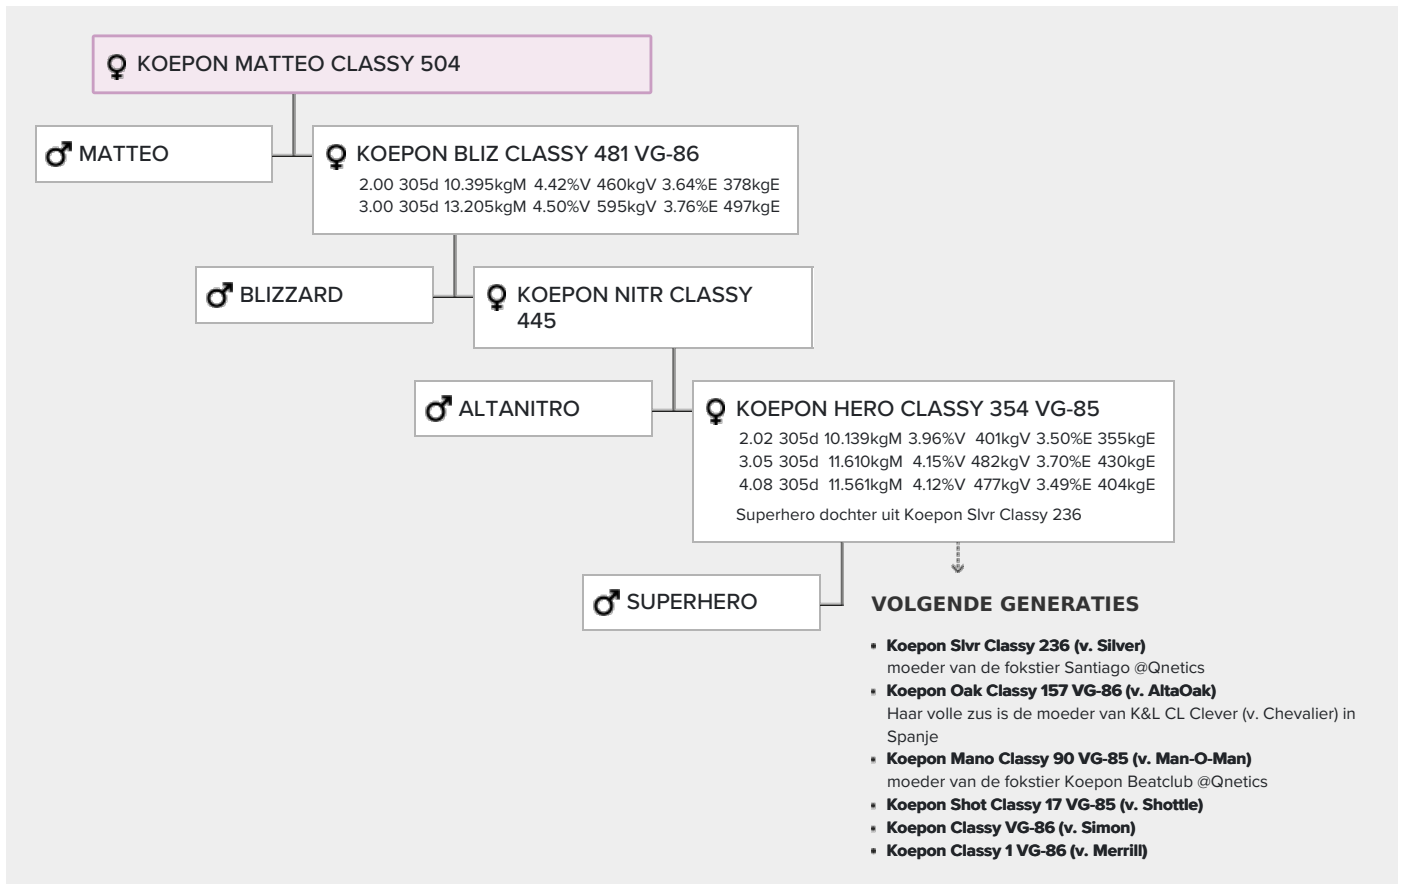 KOEPON MATTEO CLASSY 504
MATTEO
KOEPON BLIZ CLASSY 481 VG-86
2.00 305d 10.395kgM 4.42%V 460kgV 3.64%E 378kgE
3.00 305d 13.205kgM 4.50%V 595kgV 3.76%E 497kgE
BLIZZARD
KOEPON NITR CLASSY
445
ALTANITRO
KOEPON HERO CLASSY 354 VG-85
2.02 305d 10.139kgM 3.96%V 401kgV 3.50%E 355kgE
3.05 305d 11.610kgM 4.15%V 482kgV 3.70%E 430kgE
4.08 305d 11.561kgM 4.12%V 477kgV 3.49%E 404kgE
Superhero dochter uit Koepon Slvr Classy 236
SUPERHERO
VOLGENDE GENERATIES
▪ Koepon Slvr Classy 236 (v. Silver)
moeder van de fokstier Santiago @Qnetics
▪ Koepon Oak Classy 157 VG-86 (v. AltaOak)
Haar volle zus is de moeder van K&L CL Clever (v. Chevalier) in
Spanje
▪ Koepon Mano Classy 90 VG-85 (v. Man-O-Man)
moeder van de fokstier Koepon Beatclub @Qnetics
▪ Koepon Shot Classy 17 VG-85 (v. Shottle)
▪ Koepon Classy VG-86 (v. Simon)
▪ Koepon Classy 1 VG-86 (v. Merrill)